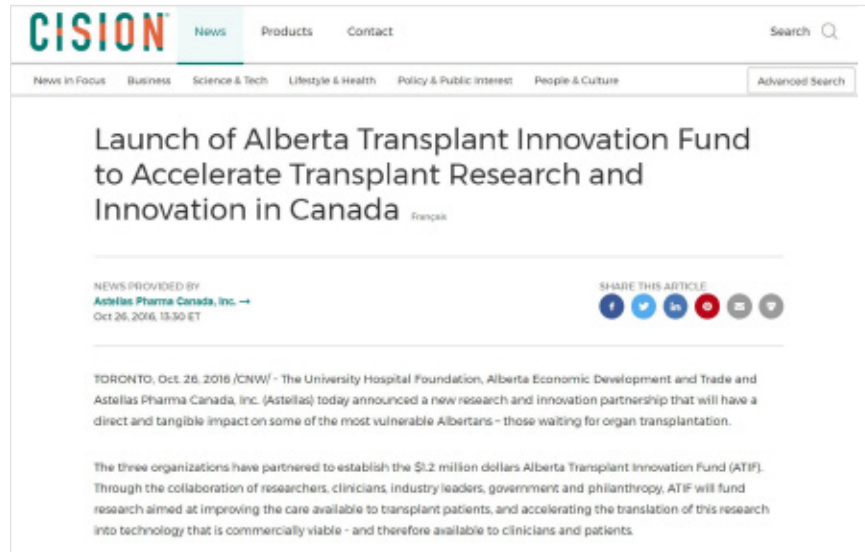 CISION
News Products Contact Search
News in Focus Business Science & Tech Lifestyle & Health Policy & Public Interest People & Culture Advanced Search
Launch of Alberta Transplant Innovation Fund
to Accelerate Transplant Research and
Innovation in Canada Français
NEWS PROVIDED BY
Astellas Pharma Canada, Inc. →
Oct 26, 2016, 13:30 ET
SHARE THIS ARTICLE
TORONTO, Oct. 26, 2016 /CNW/ - The University Hospital Foundation, Alberta Economic Development and Trade and
Astellas Pharma Canada, Inc. (Astellas) today announced a new research and innovation partnership that will have a
direct and tangible impact on some of the most vulnerable Albertans – those waiting for organ transplantation.
The three organizations have partnered to establish the $1.2 million dollars Alberta Transplant Innovation Fund (ATIF).
Through the collaboration of researchers, clinicians, industry leaders, government and philanthropy, ATIF will fund
research aimed at improving the care available to transplant patients, and accelerating the translation of this research
into technology that is commercially viable - and therefore available to clinicians and patients.